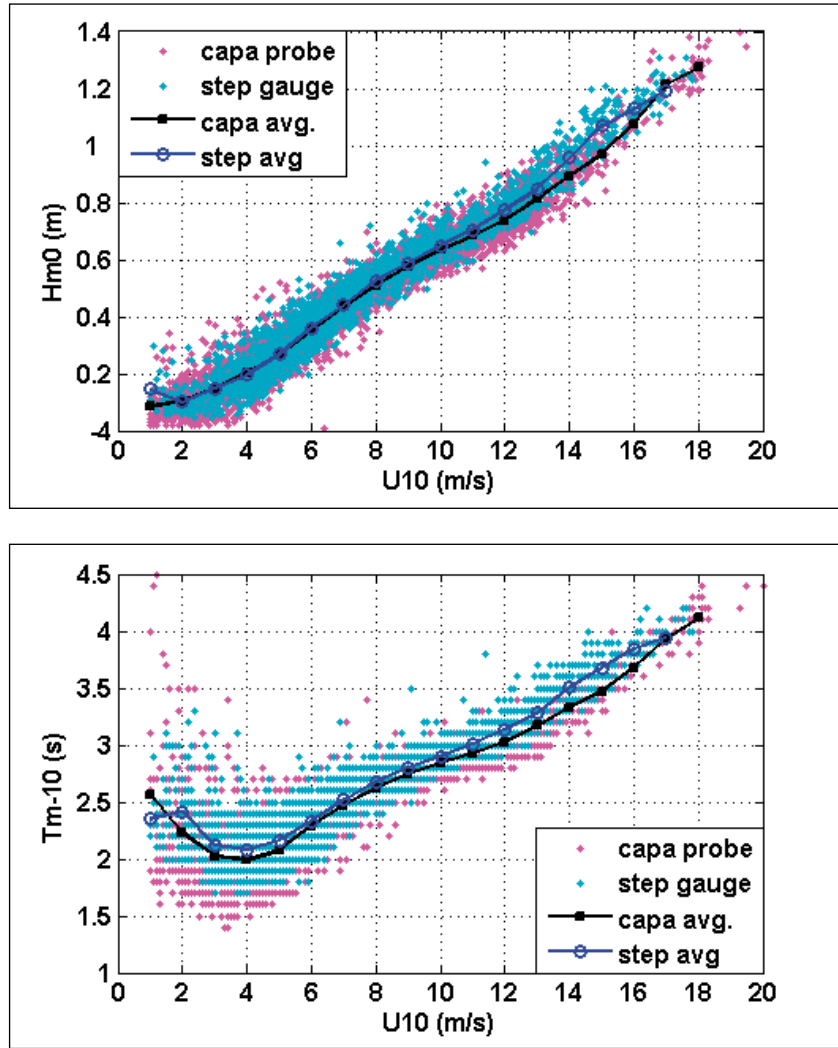 1.4
1.2
1
0.8
0.6
0.4
0.2
-4
Hm0 (m)
capa probe
step gauge
capa avg.
step avg
0 2 4 6 8 10 12 14 16 18 20
U10 (m/s)
4.5
4
3.5
3
2.5
2
1.5
1
Tm-10 (s)
capa probe
step gauge
capa avg.
step avg
0 2 4 6 8 10 12 14 16 18 20
U10 (m/s)